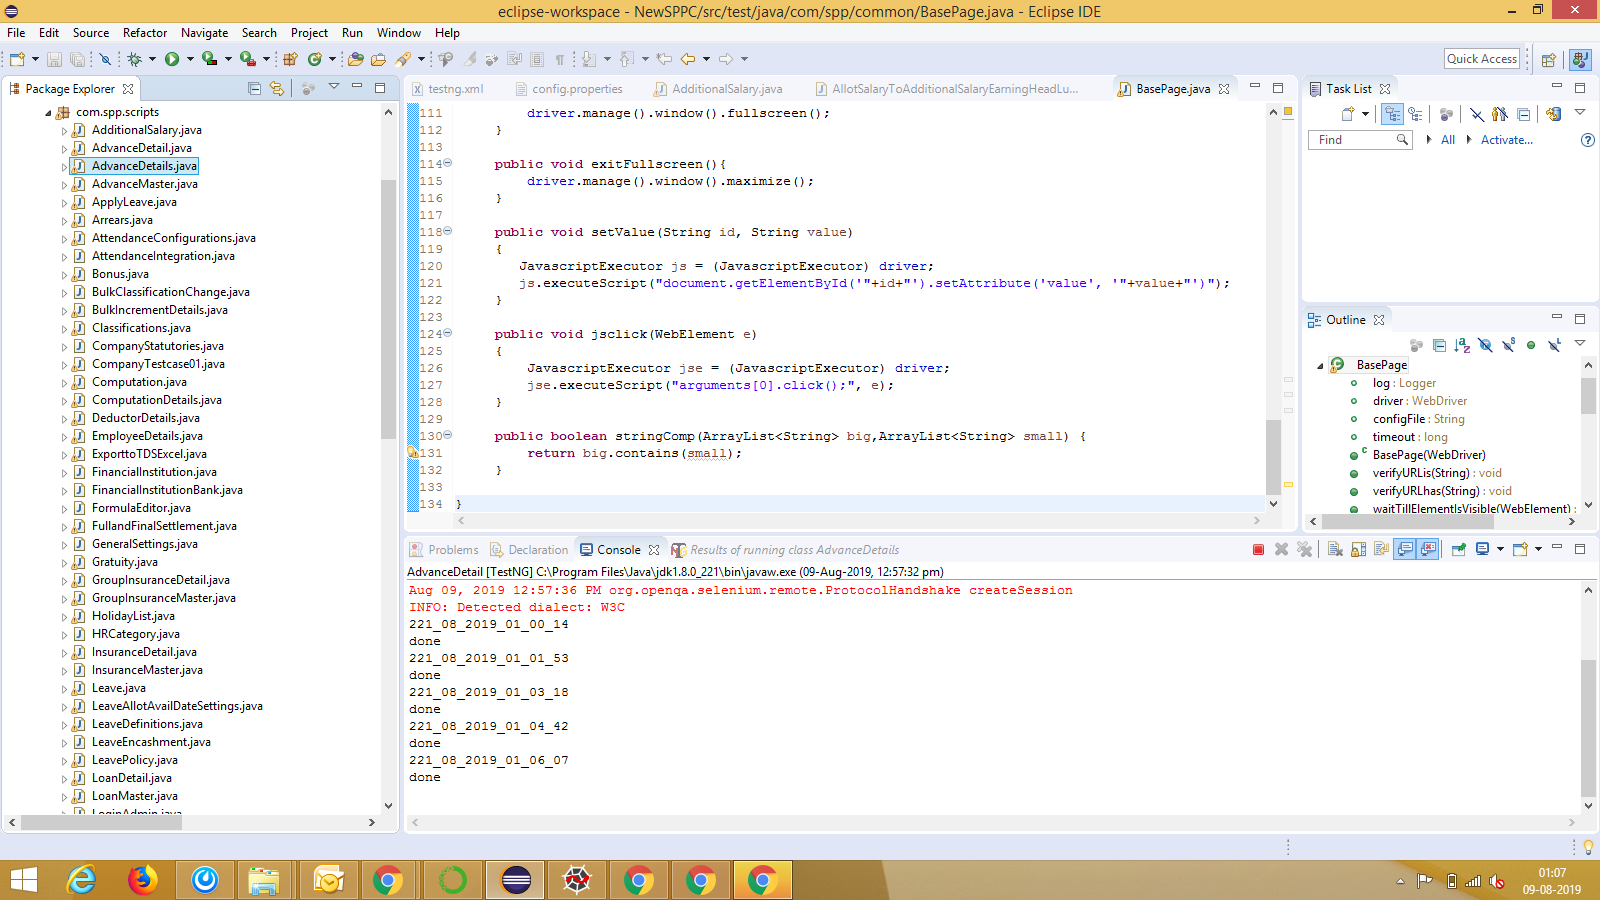 eclipse-workspace - NewSPPC/src/test/java/com/spp/common/BasePage.java - Eclipse IDE
File Edit Source Refactor Navigate Search Project Run Window Help
Quick Access
Package Explorer
com.spp.scripts
AdditionalSalary.java
AdvanceDetail.java
AdvanceDetails.java
AdvanceMaster.java
ApplyLeave.java
Arrears.java
AttendanceConfigurations.java
AttendanceIntegration.java
Bonus.java
BulkClassificationChange.java
BulkIncrementDetails.java
Classifications.java
CompanyStatutories.java
CompanyTestcase01.java
Computation.java
ComputationDetails.java
DeductorDetails.java
EmployeeDetails.java
ExporttoTDSExcel.java
FinancialInstitution.java
FinancialInstitutionBank.java
FormulaEditor.java
FullandFinalSettlement.java
GeneralSettings.java
Gratuity.java
GroupInsuranceDetail.java
GroupInsuranceMaster.java
HolidayList.java
HRCategory.java
InsuranceDetail.java
InsuranceMaster.java
Leave.java
LeaveAllotAvailDateSettings.java
LeaveDefinitions.java
LeaveEncashment.java
LeavePolicy.java
LoanDetail.java
LoanMaster.java
LoginAdmin.java
testng.xml config.properties AdditionalSalary.java AllotSalaryToAdditionalSalaryEarningHeadLu... BasePage.java
111 driver.manage().window().fullscreen();
112 }
113
114 public void exitFullscreen(){
115 driver.manage().window().maximize();
116 }
117
118 public void setValue(String id, String value)
119 {
120 JavascriptExecutor js = (JavascriptExecutor) driver;
121 js.executeScript("document.getElementById('"+id+"').setAttribute('value', '"+value+"')");
122 }
123
124 public void jsclick(WebElement e)
125 {
126 JavascriptExecutor jse = (JavascriptExecutor) driver;
127 jse.executeScript("arguments[0].click();", e);
128 }
129
130 public boolean stringComp(ArrayList<String> big,ArrayList<String> small) {
131 return big.contains(small);
132 }
133
134 }
Task List
Find All Activate...
Outline
BasePage
log : Logger
driver : WebDriver
configFile : String
timeout : long
BasePage(WebDriver)
verifyURLis(String) : void
verifyURLhas(String) : void
waitTillElementIsVisible(WebElement) :
Problems Declaration Console Results of running class AdvanceDetails
AdvanceDetail [TestNG] C:\Program Files\Java\jdk1.8.0_221\bin\javaw.exe (09-Aug-2019, 12:57:32 pm)
Aug 09, 2019 12:57:36 PM org.openqa.selenium.remote.ProtocolHandshake createSession
INFO: Detected dialect: W3C
221_08_2019_01_00_14
done
221_08_2019_01_01_53
done
221_08_2019_01_03_18
done
221_08_2019_01_04_42
done
221_08_2019_01_06_07
done
01:07
09-08-2019